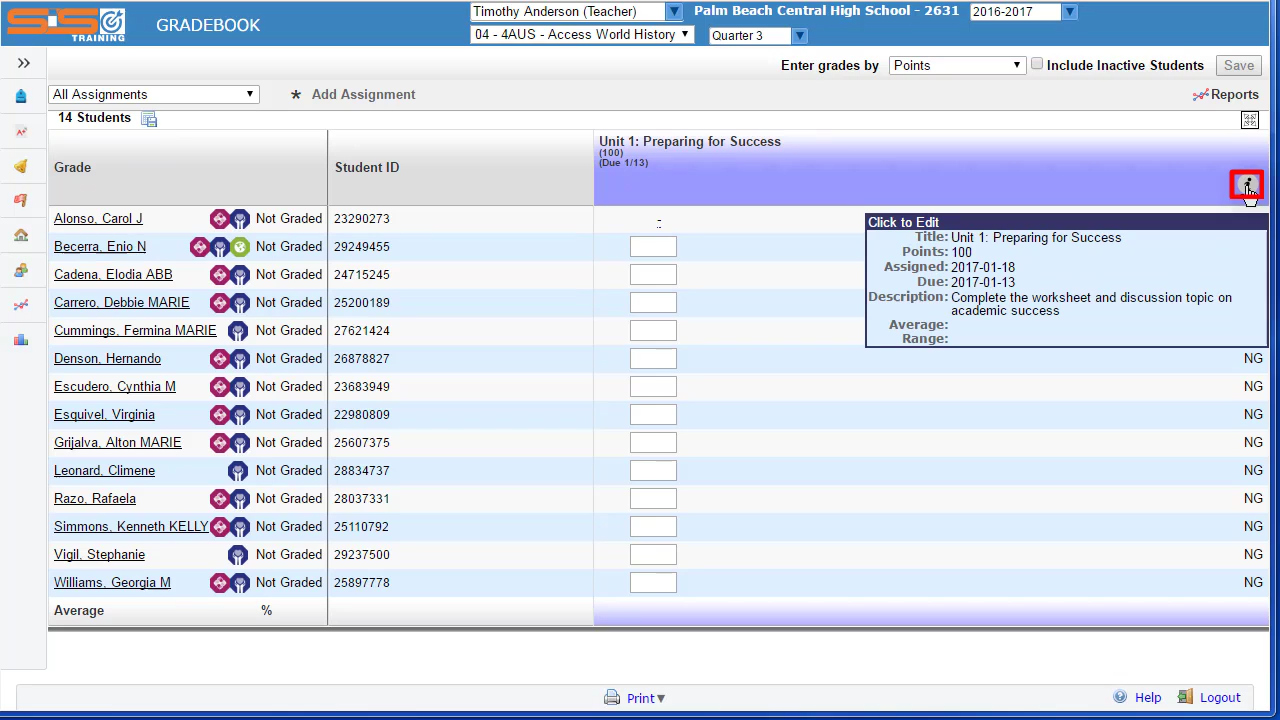 SIS
TRAINING
GRADEBOOK
Timothy Anderson (Teacher)
Palm Beach Central High School - 2631
2016-2017
04 - 4AUS - Access World History
Quarter 3
Enter grades by
Points
Include Inactive Students
Save
All Assignments
* Add Assignment
Reports
14 Students
Grade
Student ID
Unit 1: Preparing for Success
(100)
(Due 1/13)
Alonso, Carol J Not Graded 23290273 -
Becerra, Enio N Not Graded 29249455
Cadena, Elodia ABB Not Graded 24715245
Carrero, Debbie MARIE Not Graded 25200189
Cummings, Fermina MARIE Not Graded 27621424
Denson, Hernando Not Graded 26878827 NG
Escudero, Cynthia M Not Graded 23683949 NG
Esquivel, Virginia Not Graded 22980809 NG
Grijalva, Alton MARIE Not Graded 25607375 NG
Leonard, Climene Not Graded 28834737 NG
Razo, Rafaela Not Graded 28037331 NG
Simmons, Kenneth KELLY Not Graded 25110792 NG
Vigil, Stephanie Not Graded 29237500 NG
Williams, Georgia M Not Graded 25897778 NG
Average %
Click to Edit
Title: Unit 1: Preparing for Success
Points: 100
Assigned: 2017-01-18
Due: 2017-01-13
Description: Complete the worksheet and discussion topic on
academic success
Average:
Range:
Print
Help
Logout